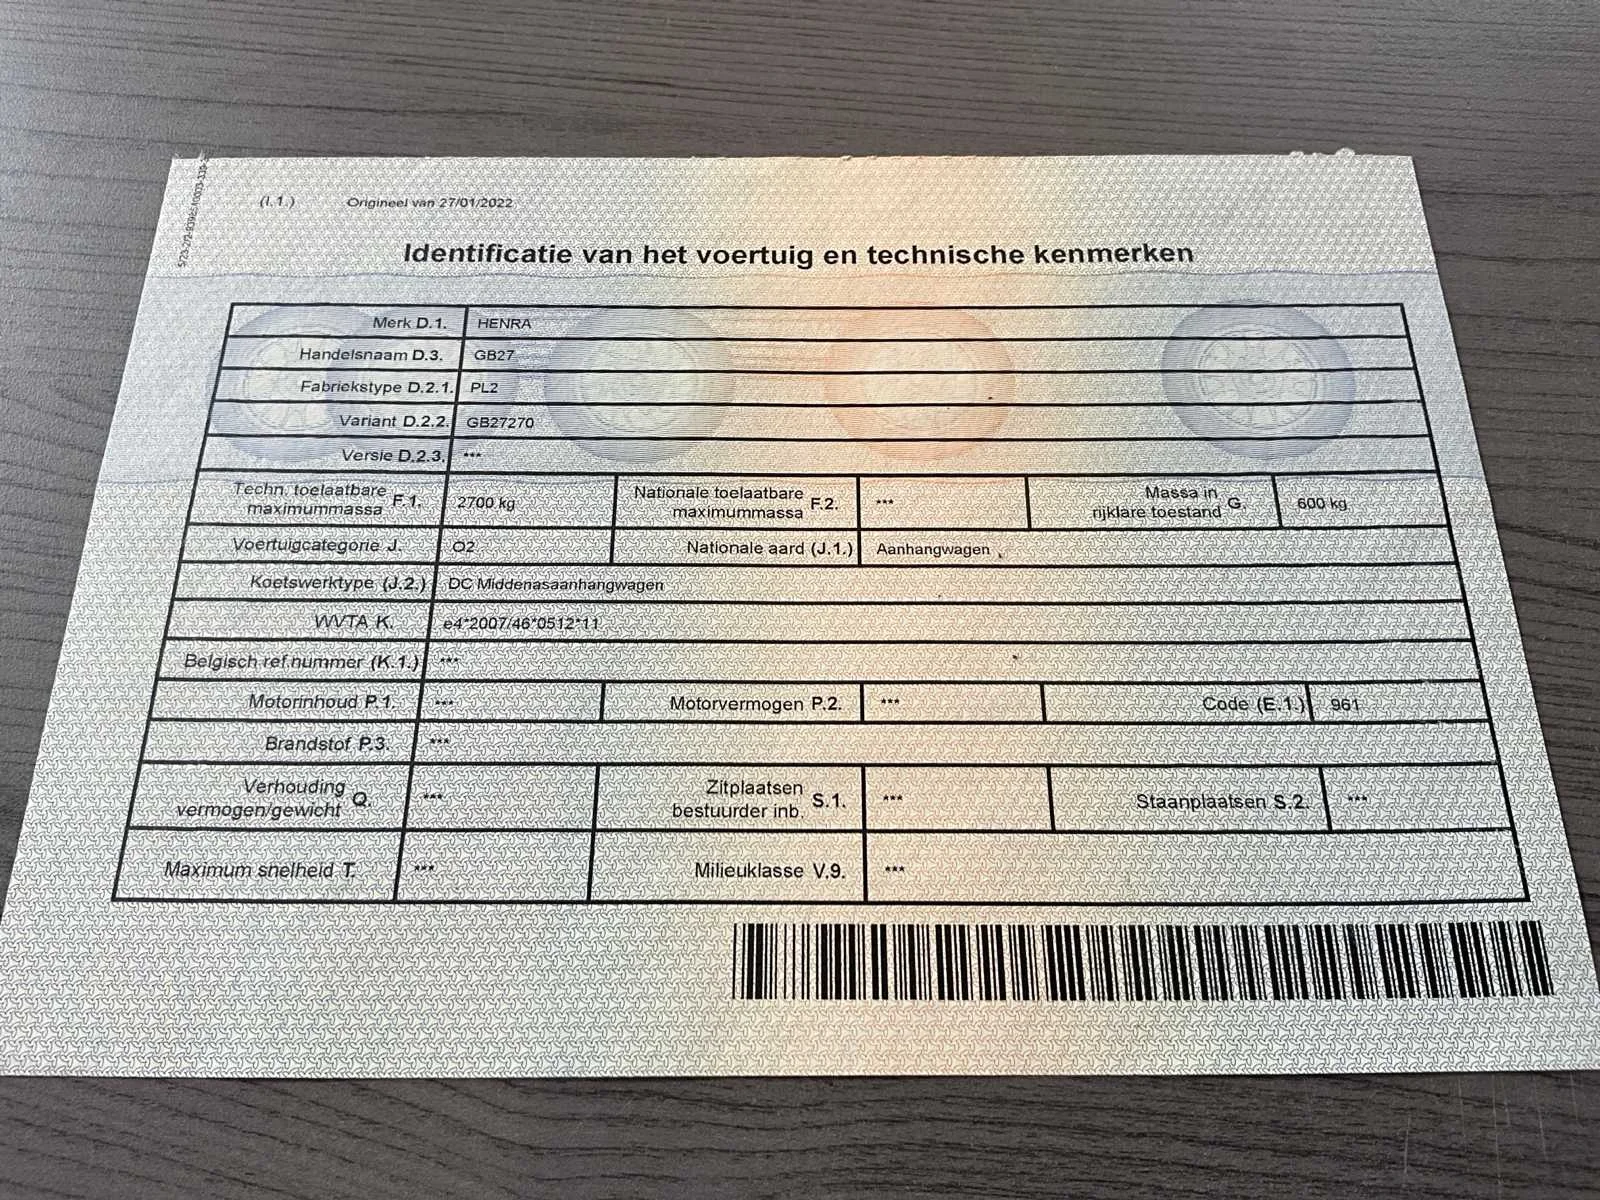 (I.1.) Origineel van 27/01/2022
Identificatie van het voertuig en technische kenmerken
Merk D.1. HENRA
Handelsnaam D.3. GB27
Fabriekstype D.2.1. PL2
Variant D.2.2. GB27270
Versie D.2.3. ***
Techn. toelaatbare maximummassa F.1. 2700 kg Nationale toelaatbare maximummassa F.2. *** Massa in rijklare toestand G. 600 kg
Voertuigcategorie J. O2 Nationale aard (J.1.) Aanhangwagen
Koetswerktype (J.2.) DC Middenasaanhangwagen
WVTA K. e4*2007/46*0512*11
Belgisch ref.nummer (K.1.) ***
Motorinhoud P.1. *** Motorvermogen P.2. *** Code (E.1.) 961
Brandstof P.3. ***
Verhouding vermogen/gewicht Q. *** Zitplaatsen bestuurder inb. S.1. *** Staanplaatsen S.2. ***
Maximum snelheid T. *** Milieuklasse V.9. ***